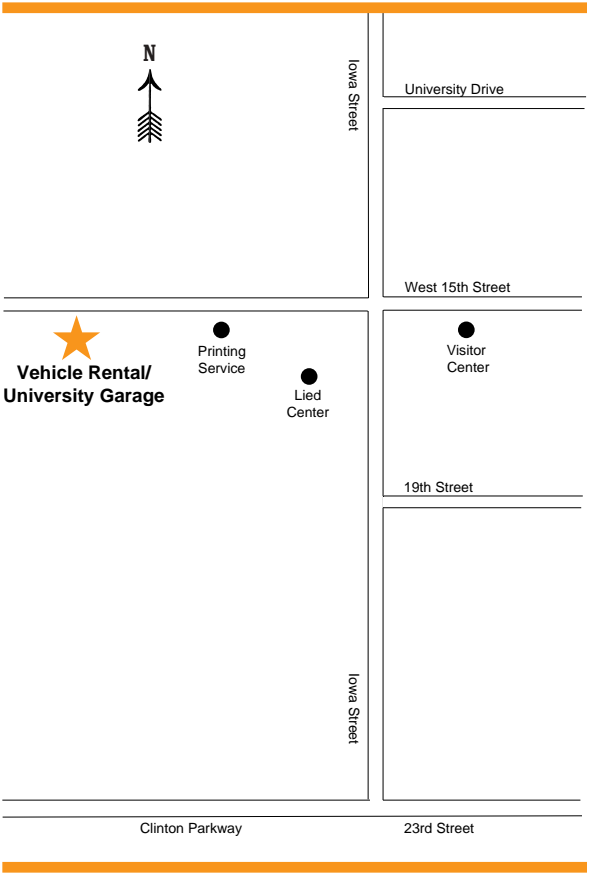 N
Iowa Street
University Drive
West 15th Street
Printing
Service
Visitor
Center
Vehicle Rental/
University Garage
Lied
Center
19th Street
Iowa Street
Clinton Parkway
23rd Street